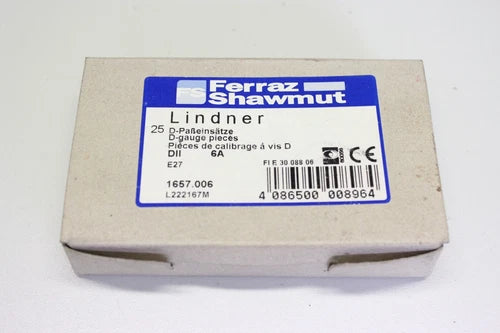 FS Ferraz
Shawmut
Lindner
25 D-Paßeinsätze
D-gauge pieces
Pièces de calibrage à vis D
DII 6A
E27 FI E 30 088 06
1657.006
L222167M
4 086500 008964
CE